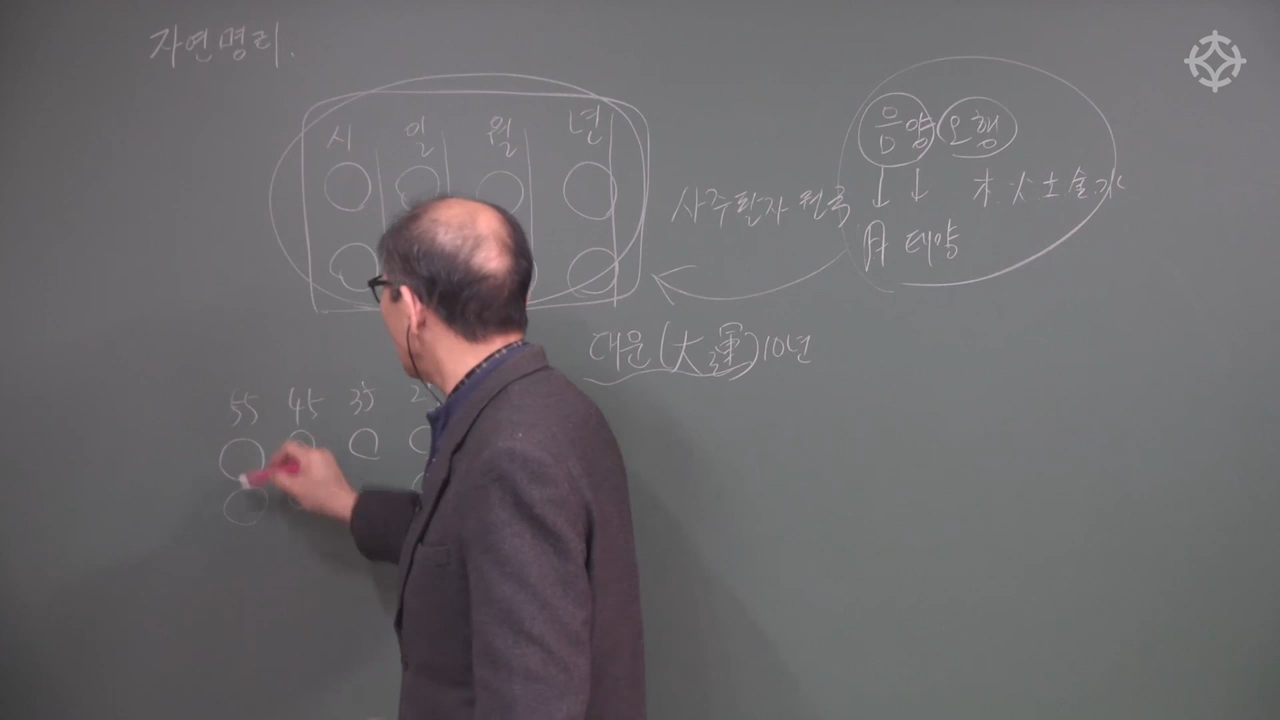 자연명리.
시 일 월 년
음양 오행
木 火 土 金 水
사주팔자 원국
月 태양
대운(大運)10년
55 45 35 2